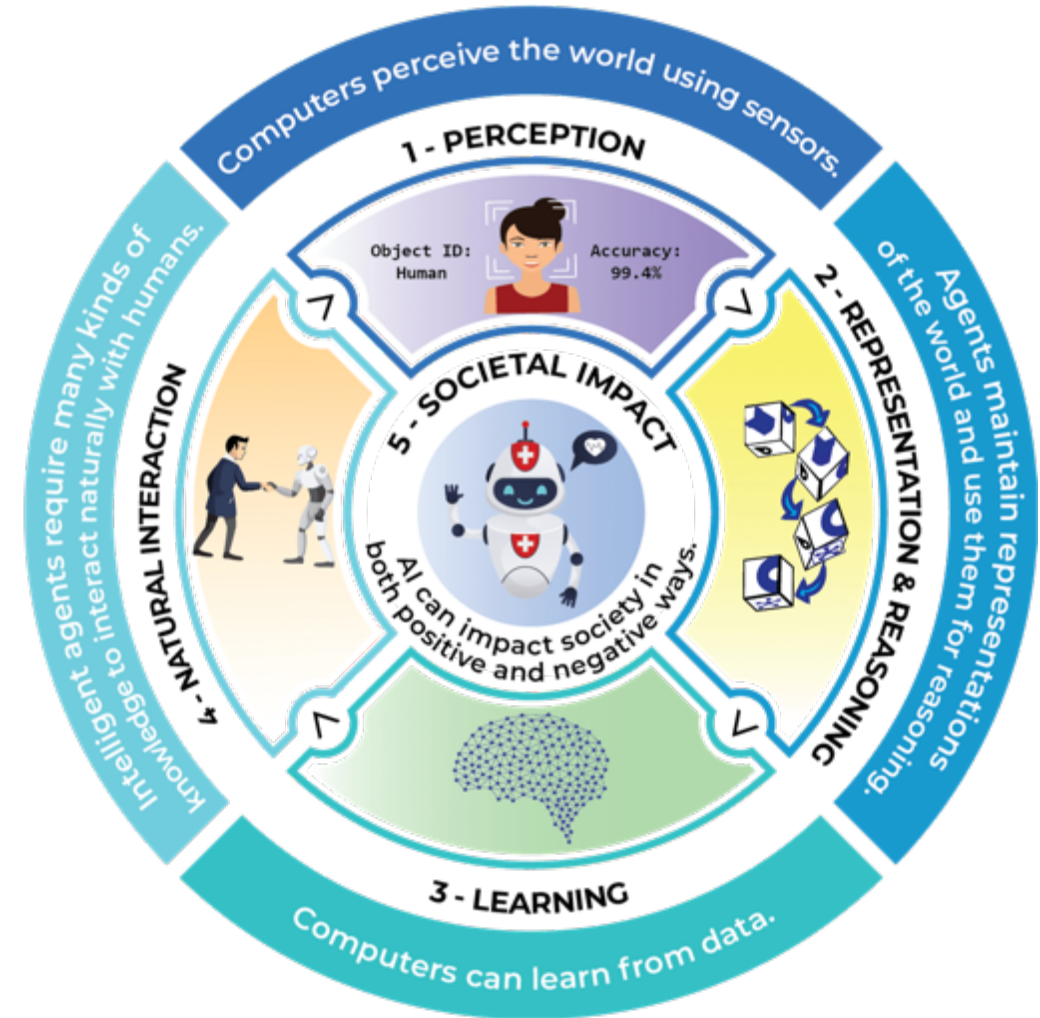 Computers perceive the world using sensors.
1 - PERCEPTION
Object ID:
Human
Accuracy:
99.4%
Agents maintain representations
of the world and use them for reasoning.
2 - REPRESENTATION & REASONING
3 - LEARNING
Computers can learn from data.
Intelligent agents require many kinds of
knowledge to interact naturally with humans.
4 - NATURAL INTERACTION
5 - SOCIETAL IMPACT
AI can impact society in
both positive and negative ways.